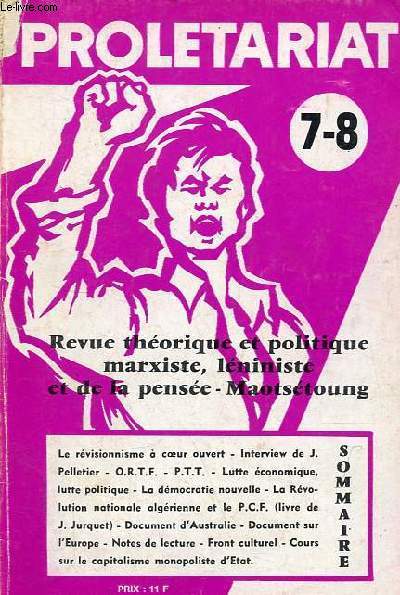 © Le-livre.com
PROLETARIAT
7-8
Revue théorique et politique
marxiste, léniniste
et de la pensée - Maotsétoung
Le révisionnisme à cœur ouvert - Interview de J.
Pelletier - O.R.T.F. - P.T.T. - Lutte économique,
lutte politique - La démocratie nouvelle - La Révo-
lution nationale algérienne et le P.C.F. (livre de
J. Jurquet) - Document d'Australie - Document sur
l'Europe - Notes de lecture - Front culturel - Cours
sur le capitalisme monopoliste d'Etat.
SOMMAIRE
PRIX : 11 F